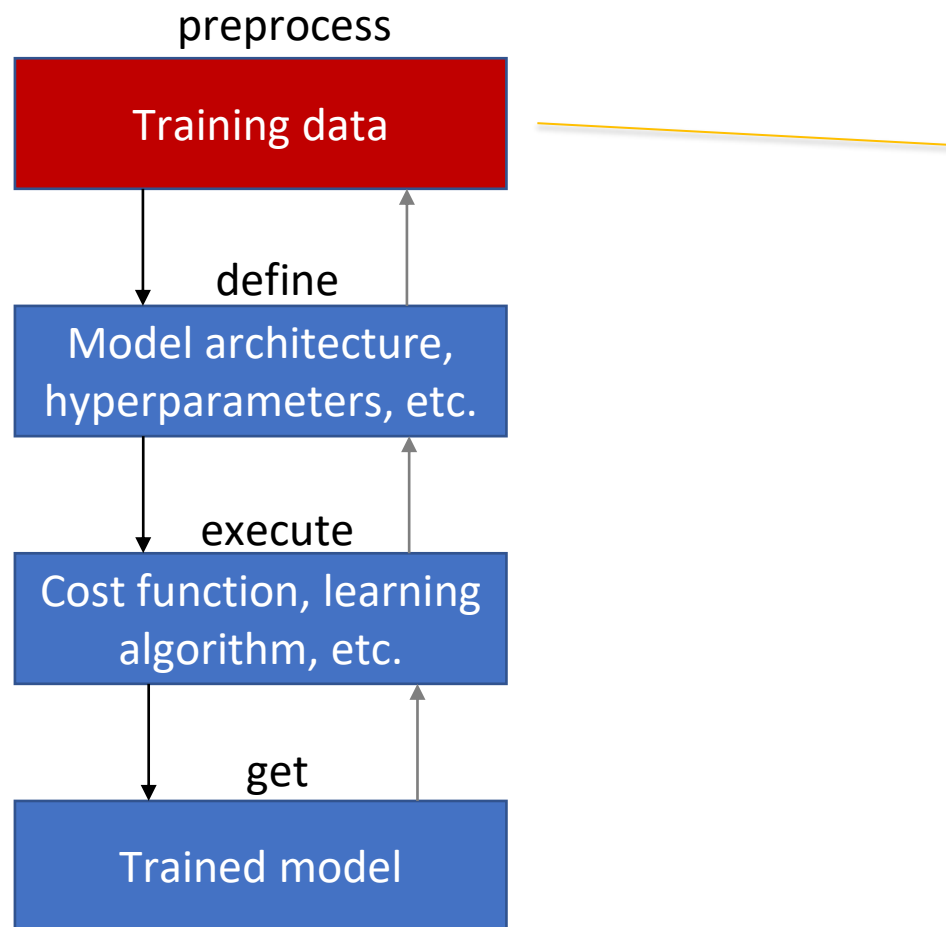 preprocess
Training data
define
Model architecture,
hyperparameters, etc.
execute
Cost function, learning
algorithm, etc.
get
Trained model